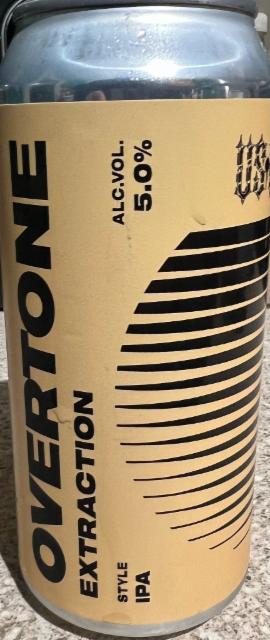 OVERTONE
EXTRACTION
ALC.VOL.
5.0%
STYLE
IPA